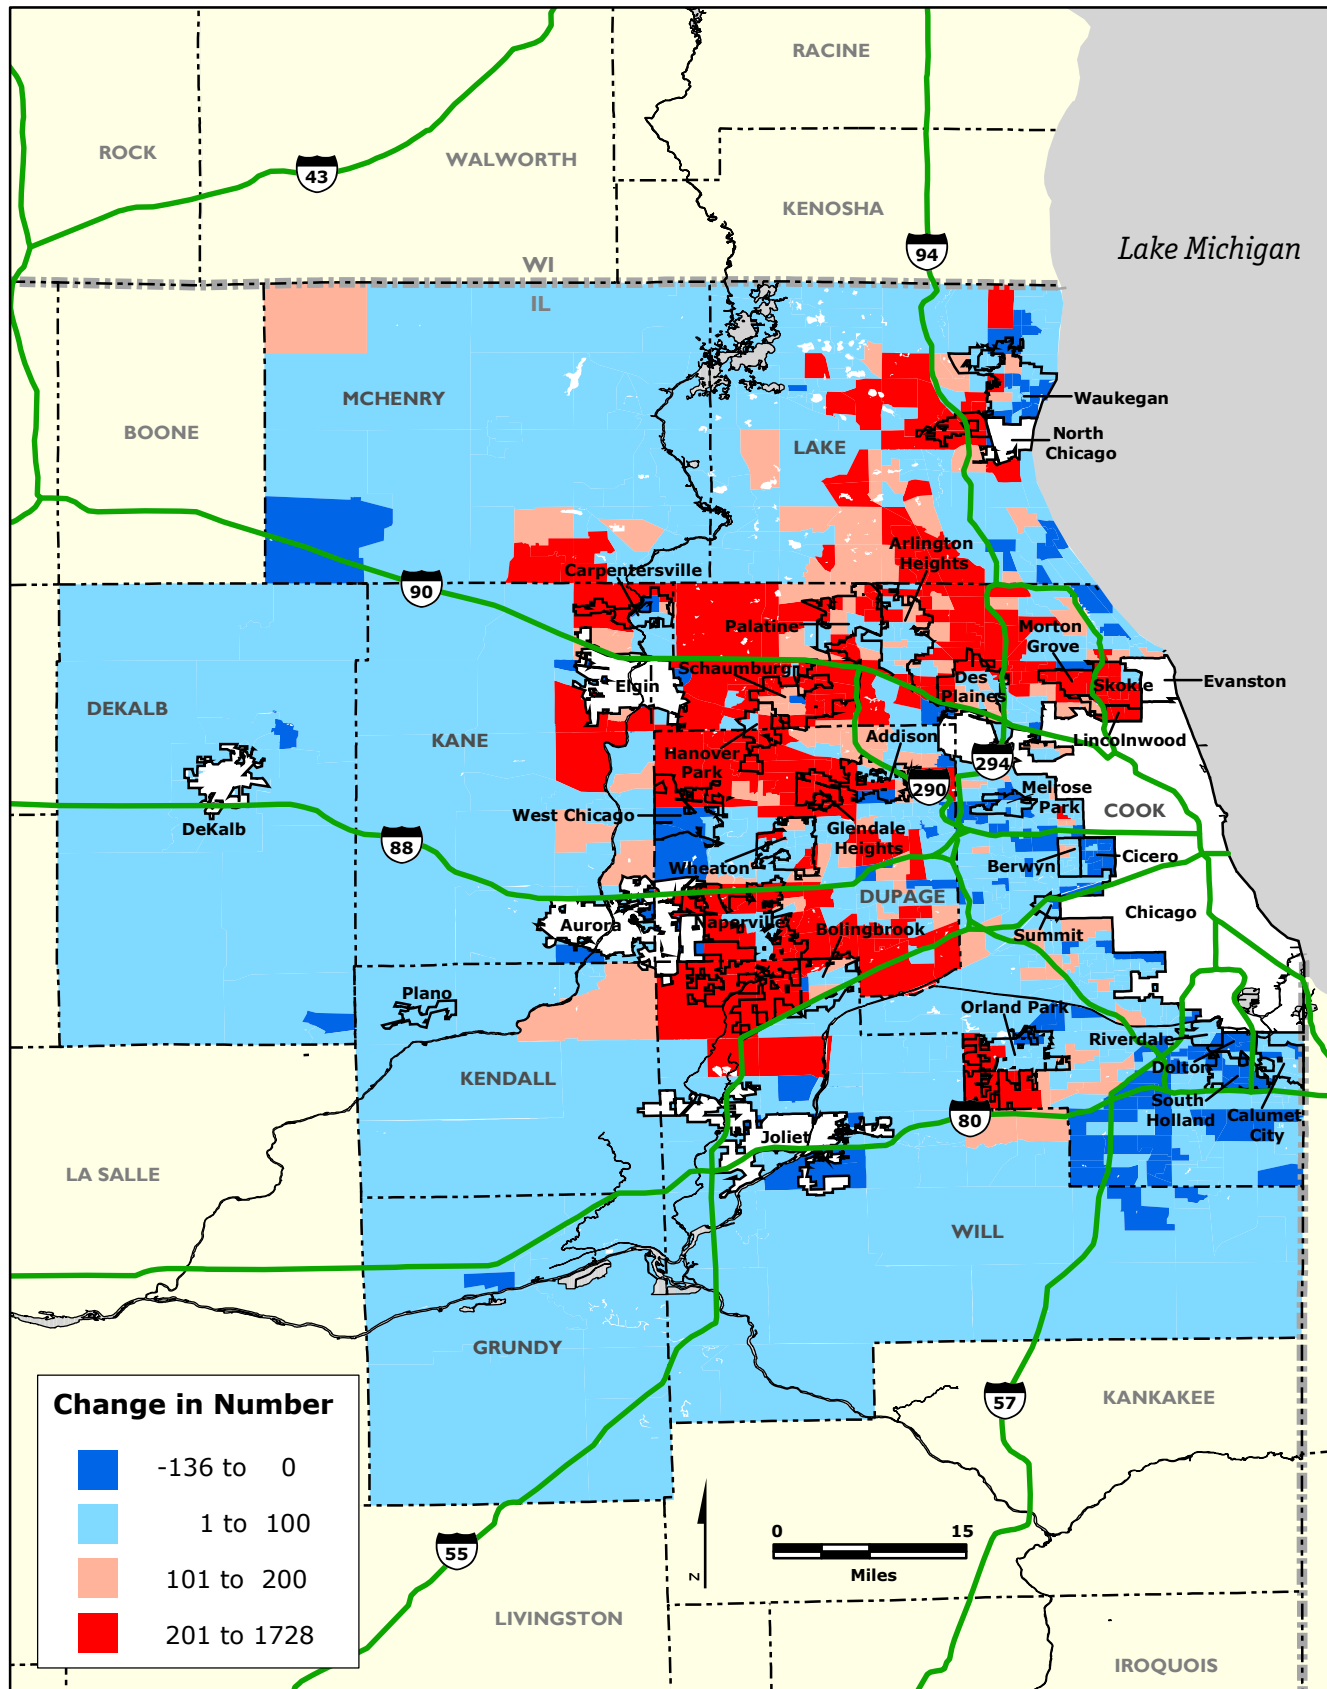 RACINE
ROCK
WALWORTH
43
KENOSHA
94
Lake Michigan
WI
IL
MCHENRY
Waukegan
BOONE
North
Chicago
LAKE
Arlington
Heights
Carpentersville
90
Palatine
Morton
Grove
Schaumburg
Elgin
Des
Plaines
Skokie
Evanston
DEKALB
KANE
Addison
Lincolnwood
Hanover
Park
294
290
Melrose
Park
West Chicago
COOK
DeKalb
88
Glendale
Heights
Wheaton
Berwyn
Cicero
DUPAGE
Aurora
Naperville
Bolingbrook
Chicago
Summit
Plano
Orland Park
Riverdale
Dolton
KENDALL
South
Holland
Calumet
City
80
Joliet
LA SALLE
WILL
GRUNDY
Change in Number
-136 to 0
1 to 100
101 to 200
201 to 1728
57
KANKAKEE
0 15
Miles
N
55
LIVINGSTON
IROQUOIS